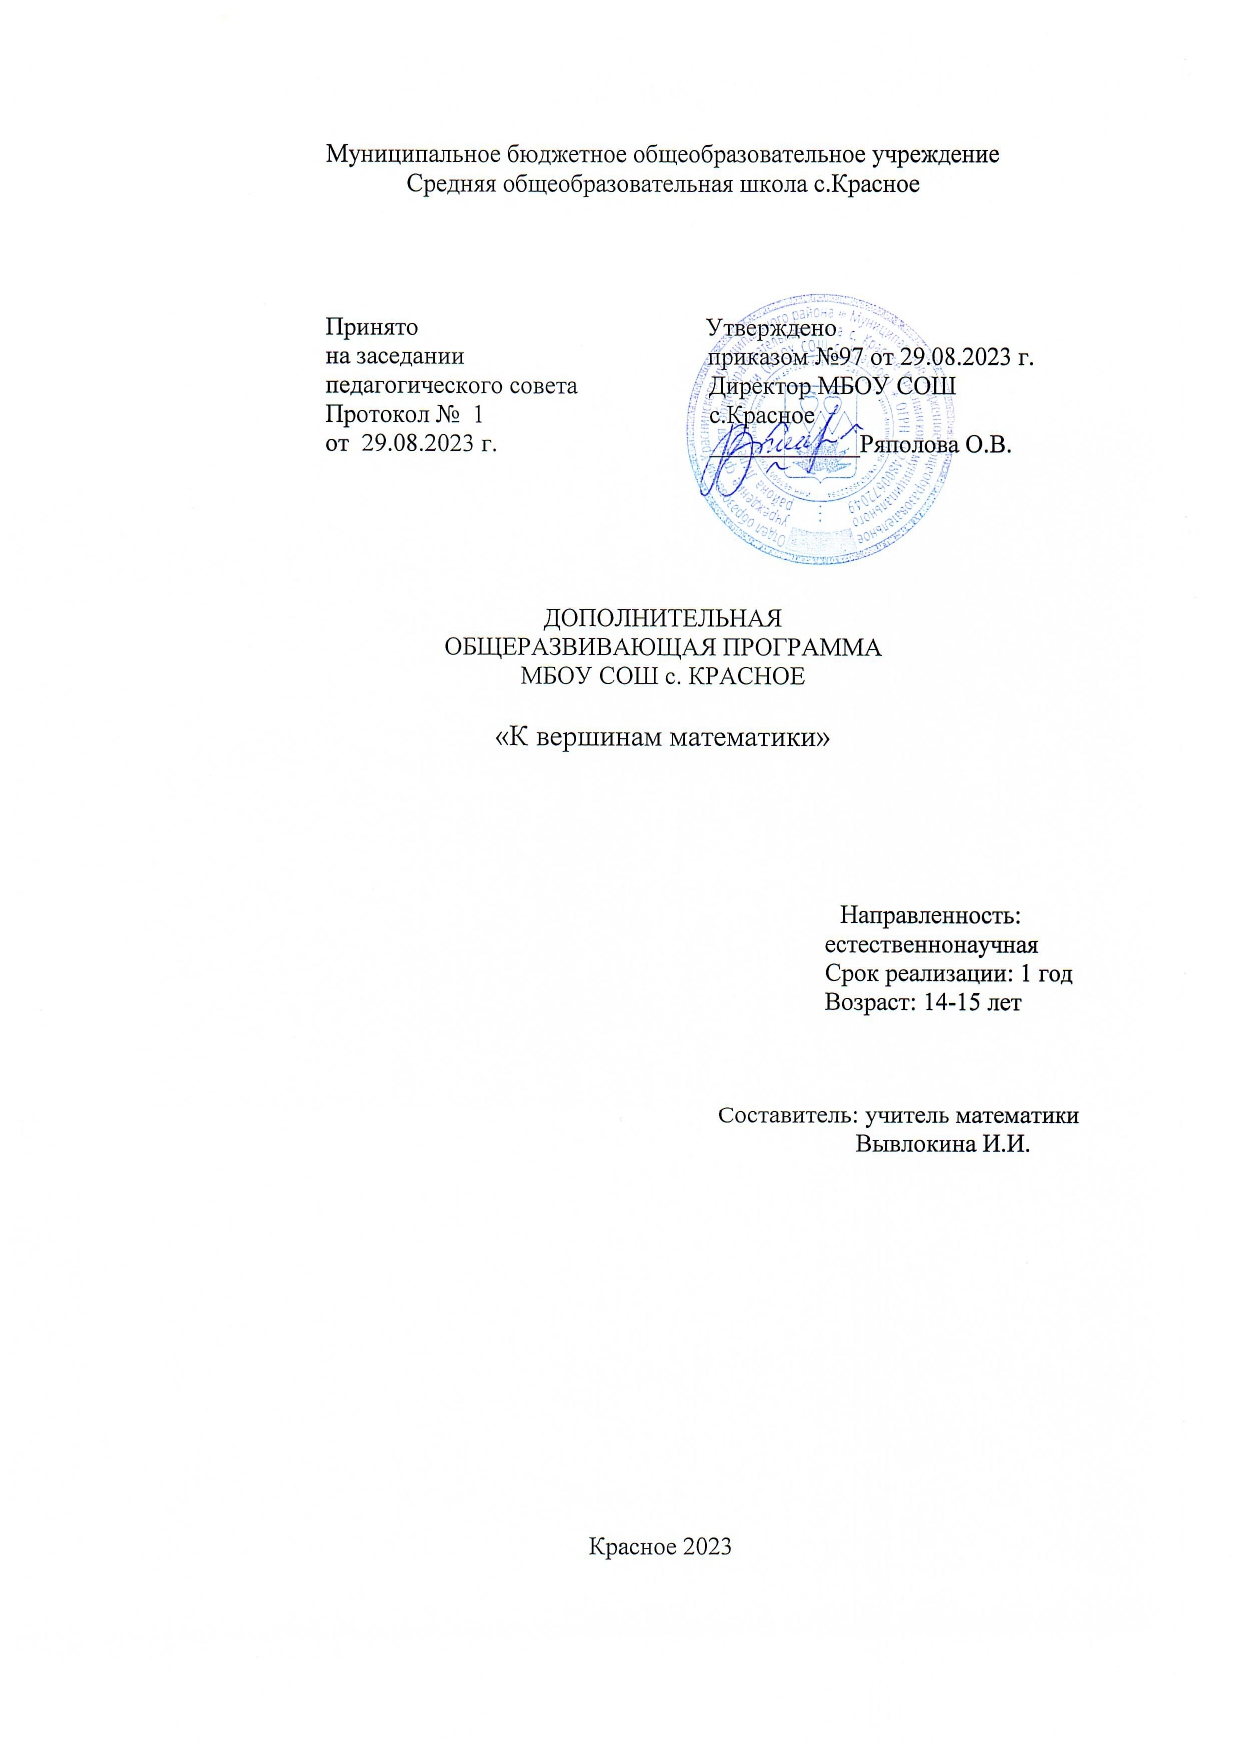 Муниципальное бюджетное общеобразовательное учреждение
Средняя общеобразовательная школа с.Красное
Принято
на заседании
педагогического совета
Протокол № 1
от 29.08.2023 г.
Утверждено
приказом №97 от 29.08.2023 г.
Директор МБОУ СОШ
с.Красное
____________Ряполова О.В.
ДОПОЛНИТЕЛЬНАЯ
ОБЩЕРАЗВИВАЮЩАЯ ПРОГРАММА
МБОУ СОШ с. КРАСНОЕ
«К вершинам математики»
Направленность:
естественнонаучная
Срок реализации: 1 год
Возраст: 14-15 лет
Составитель: учитель математики
Вывлокина И.И.
Красное 2023